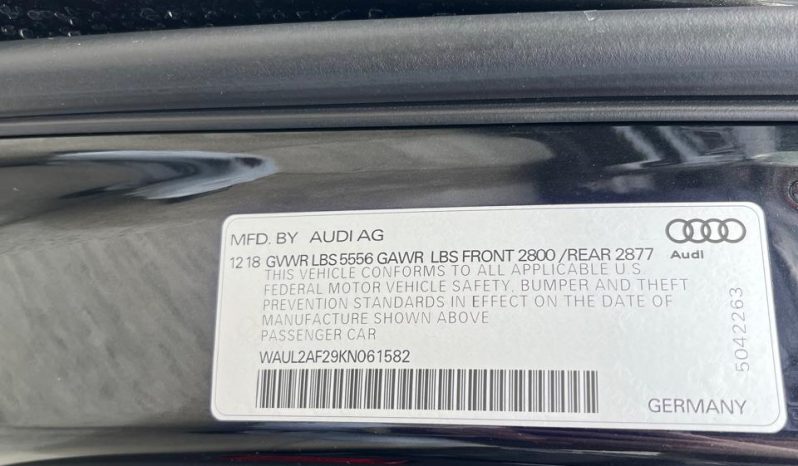 MFD. BY AUDI AG
Audi
12 18 GVWR LBS 5556 GAWR LBS FRONT 2800 / REAR 2877
THIS VEHICLE CONFORMS TO ALL APPLICABLE U.S.
FEDERAL MOTOR VEHICLE SAFETY, BUMPER AND THEFT
PREVENTION STANDARDS IN EFFECT ON THE DATE OF
MANUFACTURE SHOWN ABOVE
PASSENGER CAR
WAUL2AF29KN061582
5042263
GERMANY